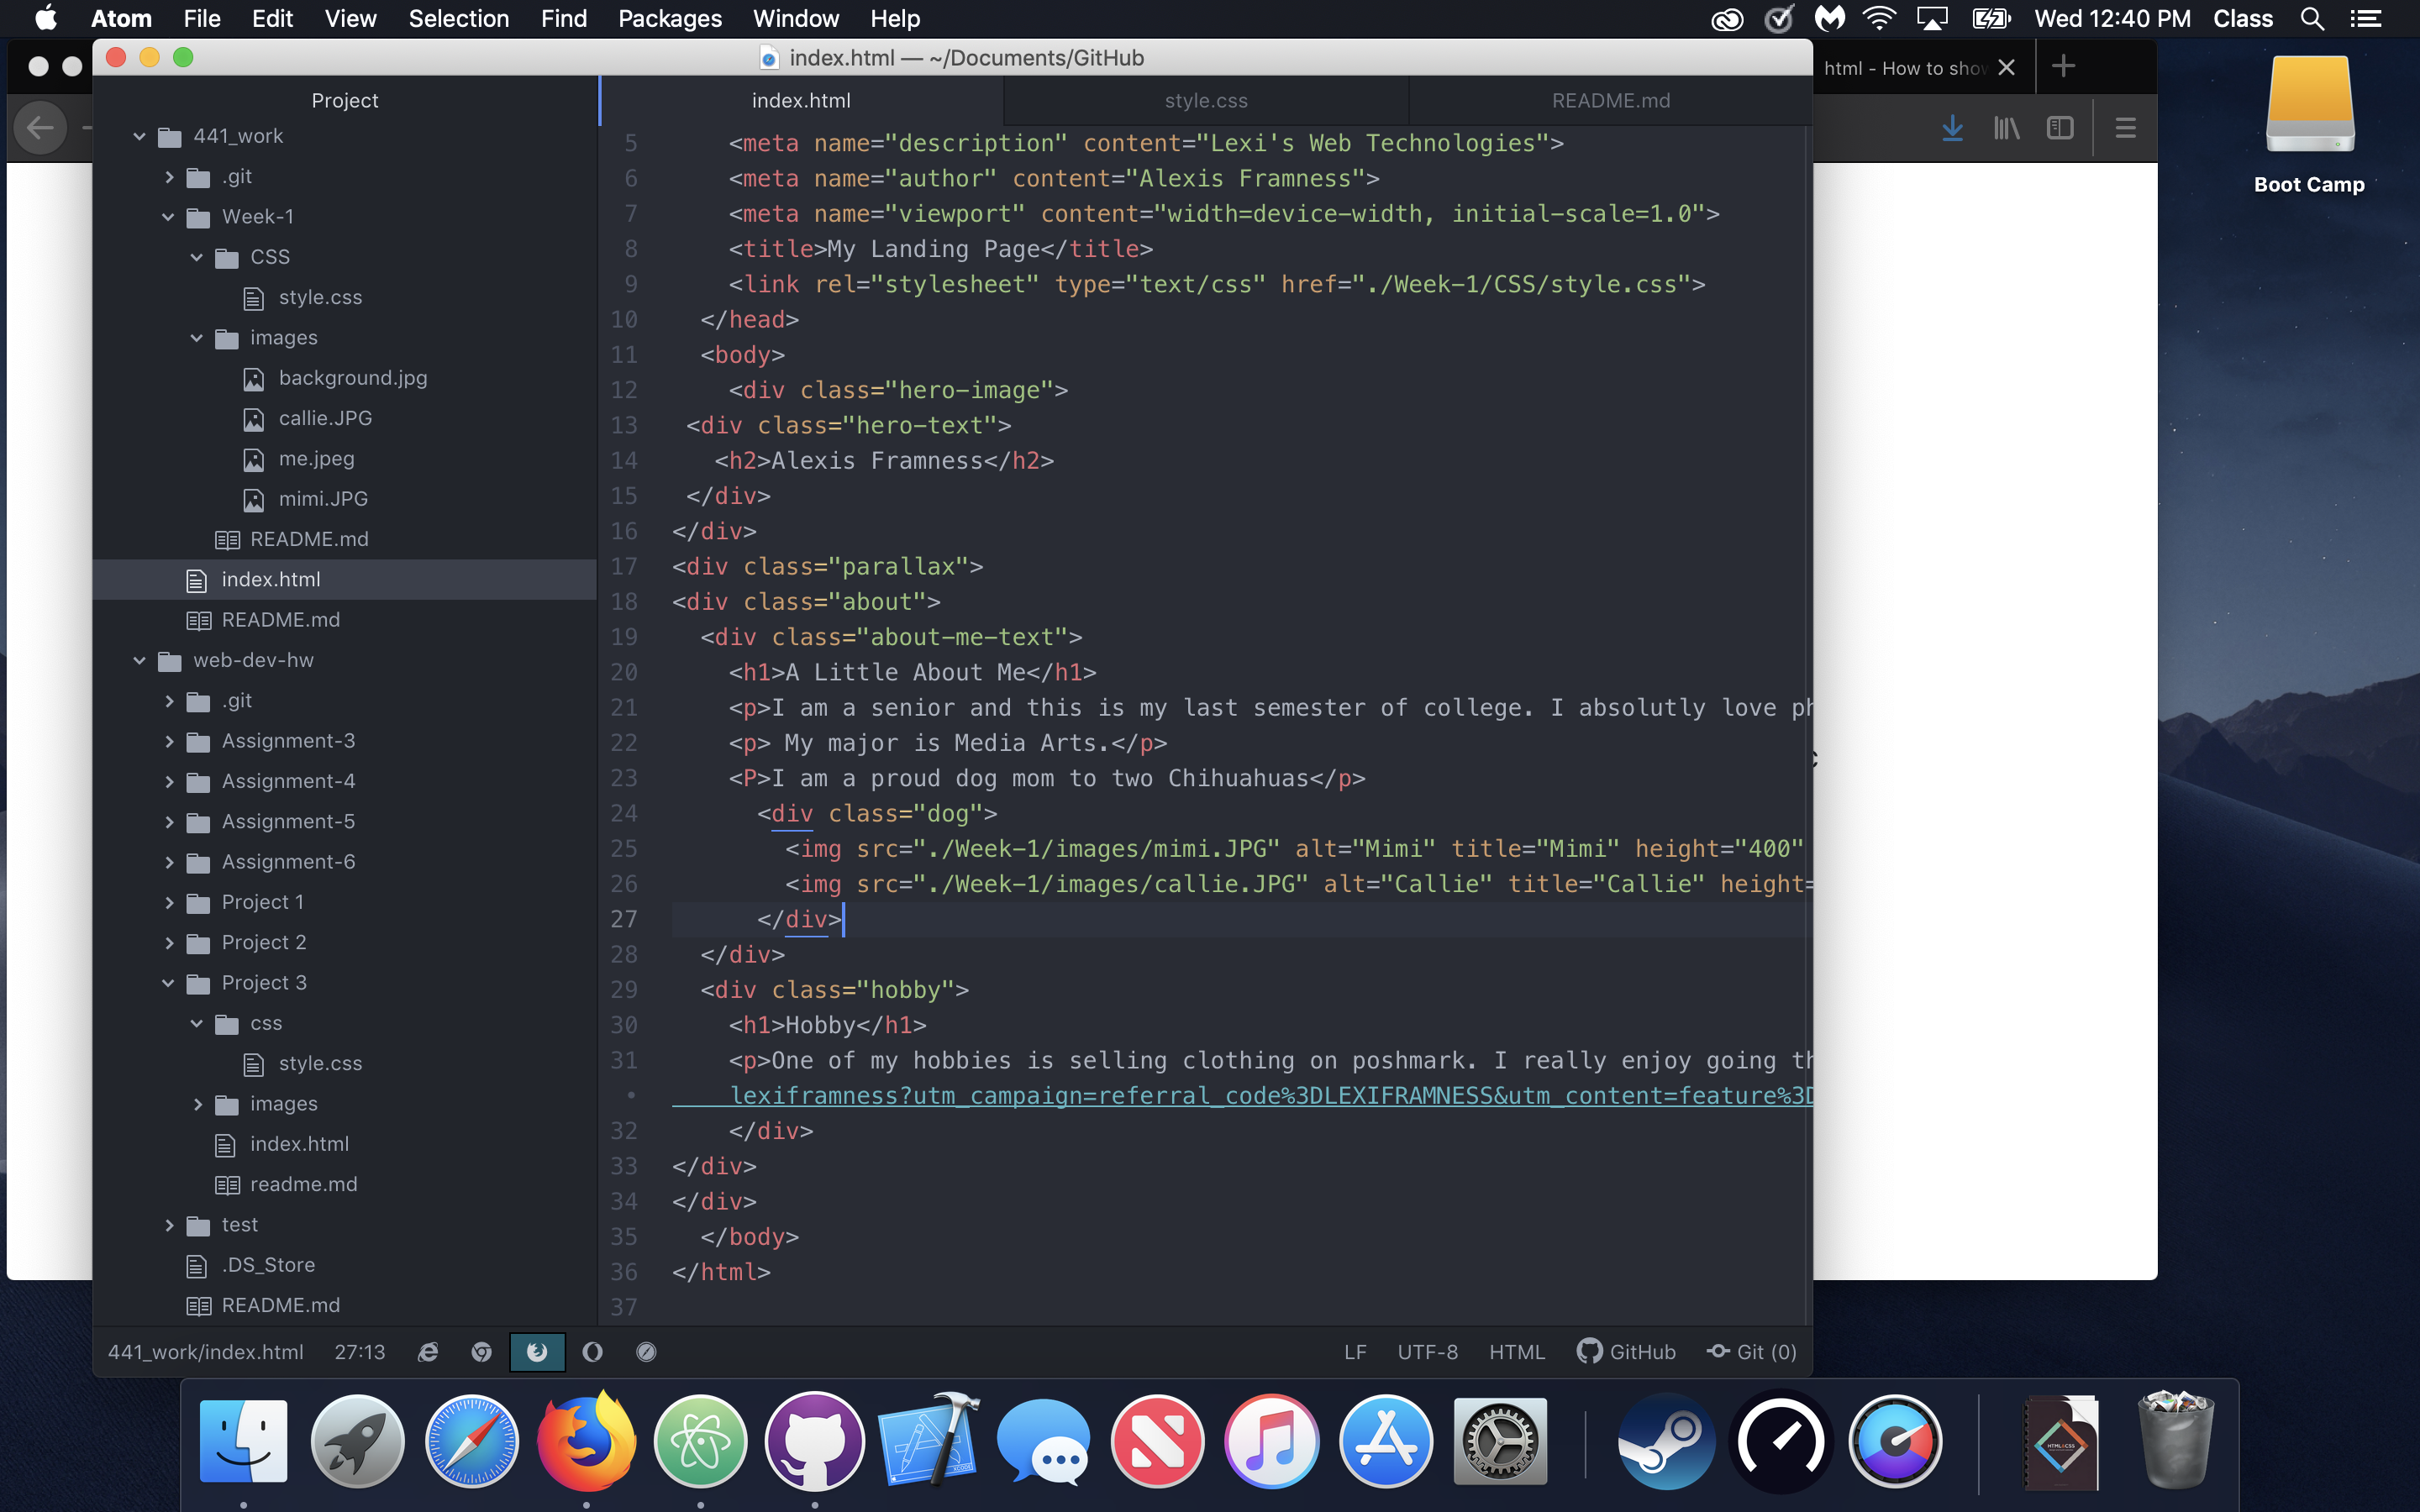 Atom File Edit View Selection Find Packages Window Help Wed 12:40 PM Class
index.html — ~/Documents/GitHub
html - How to show
Boot Camp
Project
441_work
.git
Week-1
CSS
style.css
images
background.jpg
callie.JPG
me.jpeg
mimi.JPG
README.md
index.html
README.md
web-dev-hw
.git
Assignment-3
Assignment-4
Assignment-5
Assignment-6
Project 1
Project 2
Project 3
css
style.css
images
index.html
readme.md
test
.DS_Store
README.md
index.html style.css README.md
5 <meta name="description" content="Lexi's Web Technologies">
6 <meta name="author" content="Alexis Framness">
7 <meta name="viewport" content="width=device-width, initial-scale=1.0">
8 <title>My Landing Page</title>
9 <link rel="stylesheet" type="text/css" href="./Week-1/CSS/style.css">
10 </head>
11 <body>
12 <div class="hero-image">
13 <div class="hero-text">
14 <h2>Alexis Framness</h2>
15 </div>
16 </div>
17 <div class="parallax">
18 <div class="about">
19 <div class="about-me-text">
20 <h1>A Little About Me</h1>
21 <p>I am a senior and this is my last semester of college. I absolutly love
22 <p> My major is Media Arts.</p>
23 <P>I am a proud dog mom to two Chihuahuas</p>
24 <div class="dog">
25 <img src="./Week-1/images/mimi.JPG" alt="Mimi" title="Mimi" height="400"
26 <img src="./Week-1/images/callie.JPG" alt="Callie" title="Callie" height=
27 </div>
28 </div>
29 <div class="hobby">
30 <h1>Hobby</h1>
31 <p>One of my hobbies is selling clothing on poshmark. I really enjoy going
• lexiframness?utm_campaign=referral_code%3DLEXIFRAMNESS&utm_content=feature%3D
32 </div>
33 </div>
34 </div>
35 </body>
36 </html>
37
441_work/index.html 27:13 LF UTF-8 HTML GitHub Git (0)